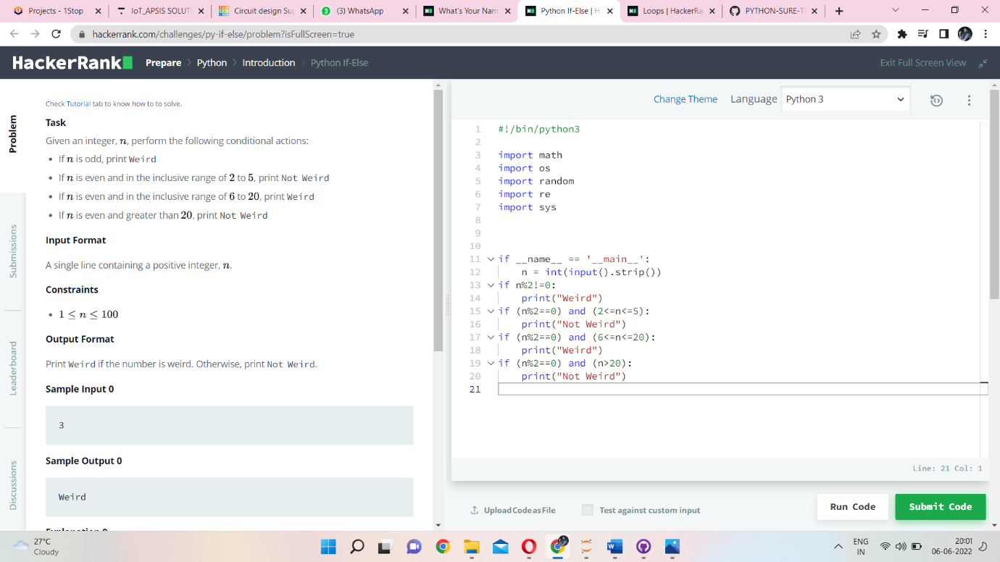 Projects - 1Stop
IoT_APSIS SOLUTI
Circuit design Su
(3) WhatsApp
What's Your Nam
Python If-Else | H
Loops | HackerRa
PYTHON-SURE-T
hackerrank.com/challenges/py-if-else/problem?isFullScreen=true
HackerRank
Prepare > Python > Introduction > Python If-Else
Exit Full Screen View
Problem
Submissions
Leaderboard
Discussions
Check Tutorial tab to know how to to solve.
Task
Given an integer, n, perform the following conditional actions:
• If n is odd, print Weird
• If n is even and in the inclusive range of 2 to 5, print Not Weird
• If n is even and in the inclusive range of 6 to 20, print Weird
• If n is even and greater than 20, print Not Weird
Input Format
A single line containing a positive integer, n.
Constraints
• 1 ≤ n ≤ 100
Output Format
Print Weird if the number is weird. Otherwise, print Not Weird.
Sample Input 0
3
Sample Output 0
Weird
Explanation 0
Change Theme Language Python 3
1 #!/bin/python3
2
3 import math
4 import os
5 import random
6 import re
7 import sys
8
9
10
11 if __name__ == '__main__':
12     n = int(input().strip())
13 if n%2!=0:
14     print("Weird")
15 if (n%2==0) and (2<=n<=5):
16     print("Not Weird")
17 if (n%2==0) and (6<=n<=20):
18     print("Weird")
19 if (n%2==0) and (n>20):
20     print("Not Weird")
21
Line: 21 Col: 1
Upload Code as File
Test against custom input
Run Code
Submit Code
27°C
Cloudy
ENG
IN
20:01
06-06-2022